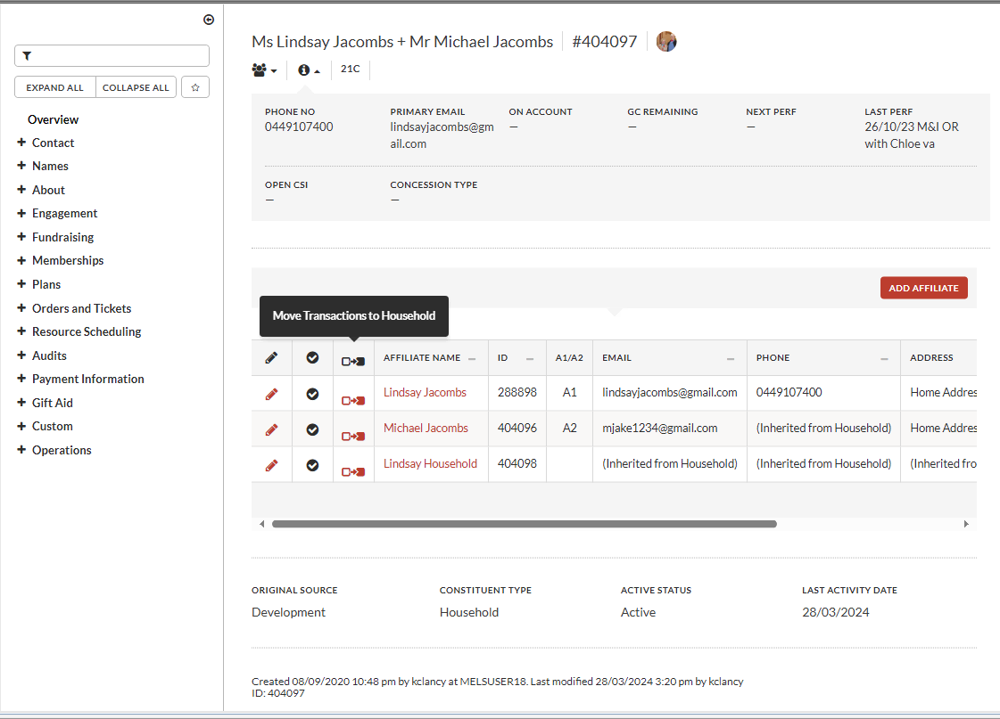 Ms Lindsay Jacombs + Mr Michael Jacombs #404097
21C
EXPAND ALL COLLAPSE ALL
Overview
Contact
Names
About
Engagement
Fundraising
Memberships
Plans
Orders and Tickets
Resource Scheduling
Audits
Payment Information
Gift Aid
Custom
Operations
PHONE NO PRIMARY EMAIL ON ACCOUNT GC REMAINING NEXT PERF LAST PERF
0449107400 lindsayjacombs@gm — — — 26/10/23 M&I OR
ail.com with Chloe va
OPEN CSI CONCESSION TYPE
— —
ADD AFFILIATE
Move Transactions to Household
AFFILIATE NAME ID A1/A2 EMAIL PHONE ADDRESS
Lindsay Jacombs 288898 A1 lindsayjacombs@gmail.com 0449107400 Home Addres
Michael Jacombs 404096 A2 mjake1234@gmail.com (Inherited from Household) Home Addres
Lindsay Household 404098 (Inherited from Household) (Inherited from Household) (Inherited fro
ORIGINAL SOURCE CONSTITUENT TYPE ACTIVE STATUS LAST ACTIVITY DATE
Development Household Active 28/03/2024
Created 08/09/2020 10:48 pm by kclancy at MELSUSER18. Last modified 28/03/2024 3:20 pm by kclancy
ID: 404097